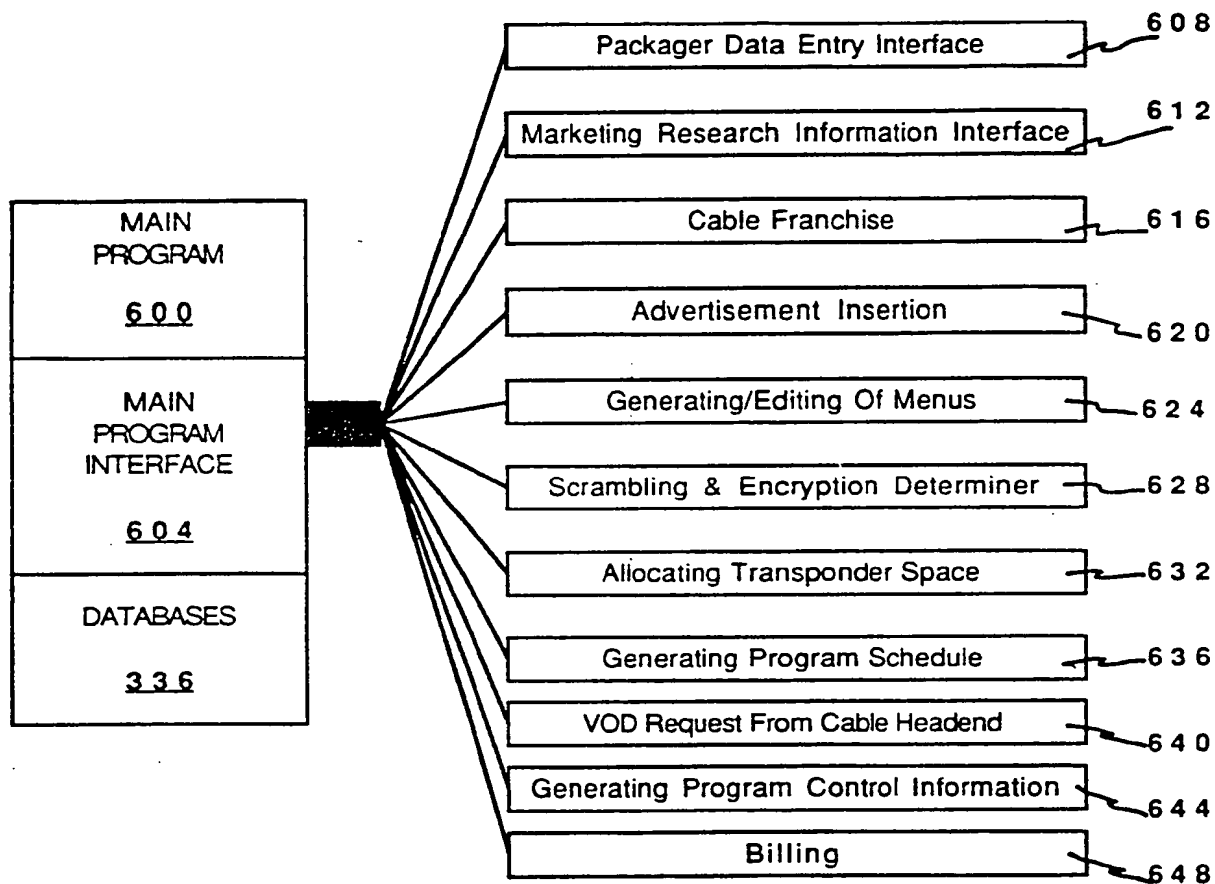 Packager Data Entry Interface
608
Marketing Research Information Interface
612
Cable Franchise
616
Advertisement Insertion
620
Generating/Editing Of Menus
624
Scrambling & Encryption Determiner
628
Allocating Transponder Space
632
Generating Program Schedule
636
VOD Request From Cable Headend
640
Generating Program Control Information
644
Billing
648
MAIN
PROGRAM
600
MAIN
PROGRAM
INTERFACE
604
DATABASES
336